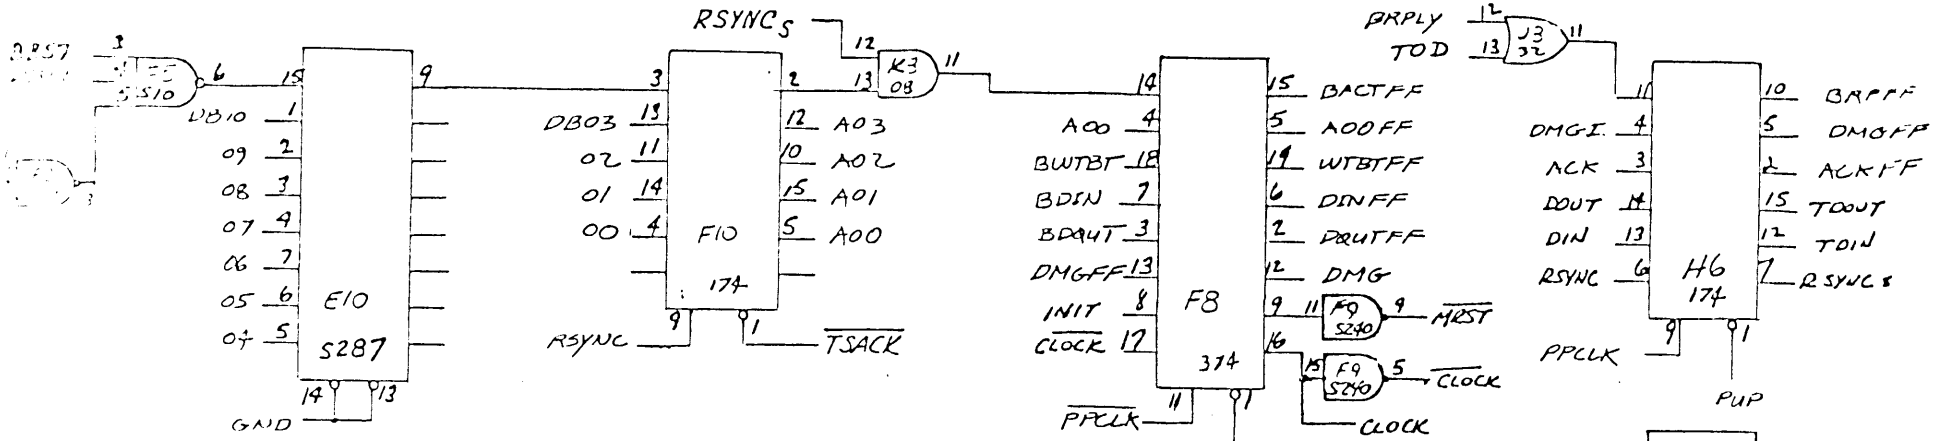 RSYNCS
BRPLY 12
TOD 13
J3 32 11
3
5
S10
6
15 9
DB10 1
09 2
08 3
07 4
06 7
05 6
04 5
E10
S287
14 13
GND
3 2
DB03 13 12 A03
02 11 10 A02
01 14 15 A01
00 4 5 A00
F10
174
9 1
RSYNC
TSACK
12
13
K3 08
11
14 15 BACTFF
A00 4 5 A00FF
BWTBT 18 19 WTBTFF
BDIN 7 6 DINFF
BDOUT 3 2 DOUTFF
DMGFF 13 12 DMG
INIT 8 9
CLOCK 17 16
F8
374
11 1
PPCLK
11 F9 S240 9 MRST
15 F9 S240 5 CLOCK
CLOCK
11 10
DMGI 4 5 DMGFF
ACK 3 2 ACKFF
DOUT 14 15 TDOUT
DIN 13 12 TDIN
RSYNC 6 7 RSYNCS
H6
174
9 1
PPCLK
PUP